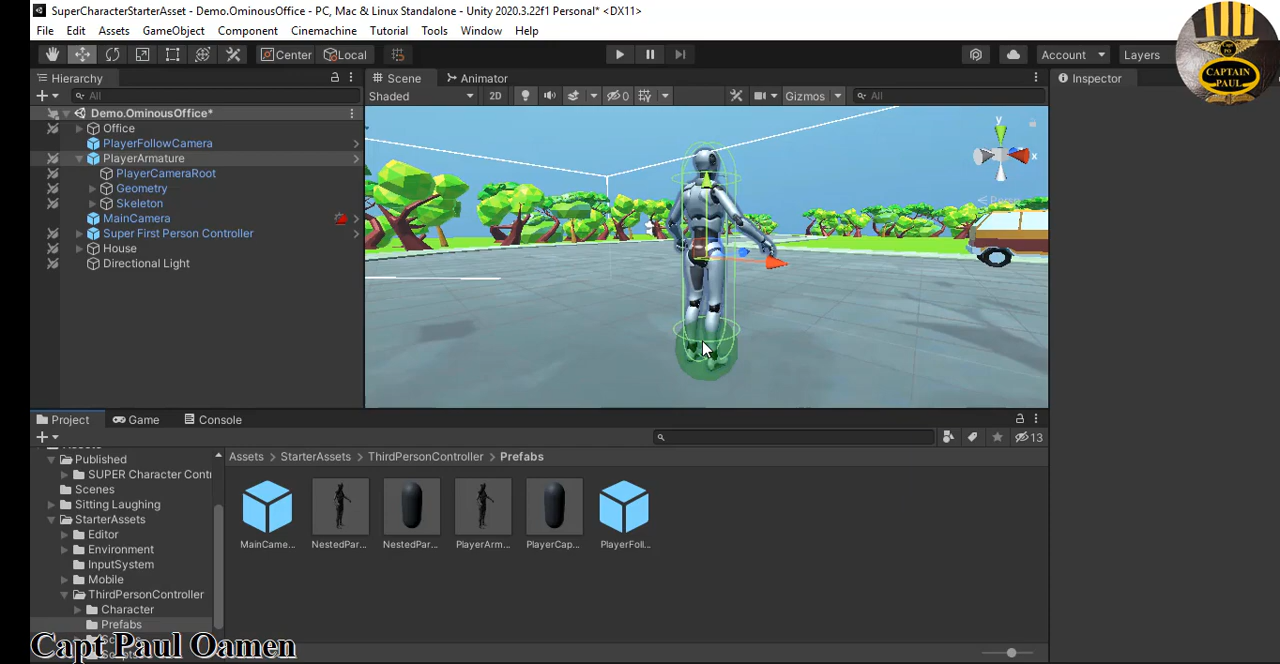 SuperCharacterStarterAsset - Demo.OminousOffice - PC, Mac & Linux Standalone - Unity 2020.3.22f1 Personal* <DX11>
File Edit Assets GameObject Component Cinemachine Tutorial Tools Window Help
Center Local Account Layers
CAPTAIN
PAUL
Hierarchy Scene Animator Inspector
All Shaded 2D 0 Gizmos All
Demo.OminousOffice*
Office
PlayerFollowCamera
PlayerArmature
PlayerCameraRoot
Geometry
Skeleton
MainCamera
Super First Person Controller
House
Directional Light
y
x
Persp
Project Game Console
13
Assets > StarterAssets > ThirdPersonController > Prefabs
Published
SUPER Character Contr
Scenes
Sitting Laughing
StarterAssets
Editor
Environment
InputSystem
Mobile
ThirdPersonController
Character
Prefabs
MainCame... NestedPar... NestedPar... PlayerArm... PlayerCap... PlayerFoll...
Capt Paul Oamen